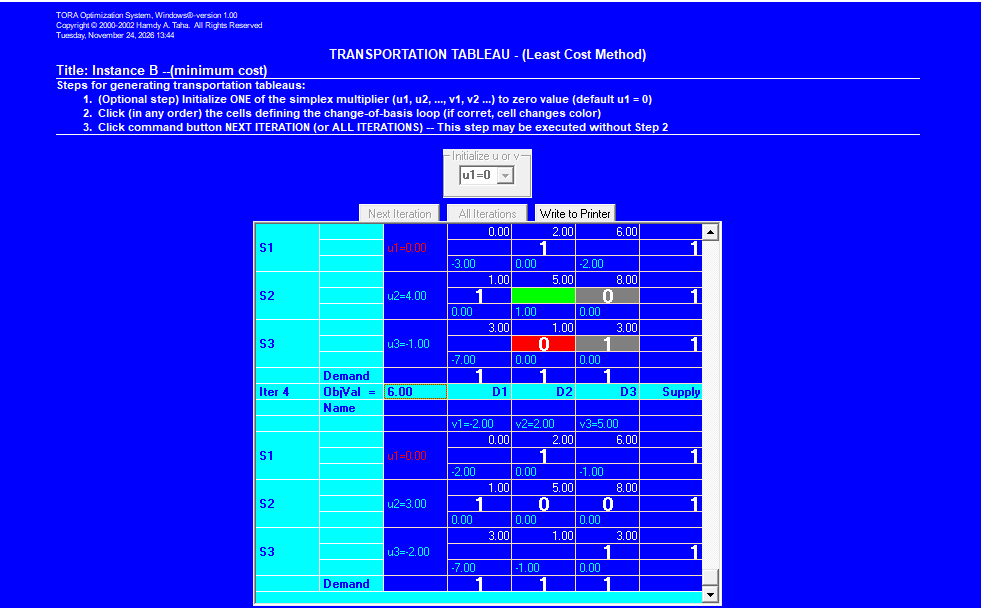 TORA Optimization System, Windows®-version 1.00
Copyright © 2000-2002 Hamdy A. Taha. All Rights Reserved
Tuesday, November 24, 2026 13:44
TRANSPORTATION TABLEAU - (Least Cost Method)
Title: Instance B --(minimum cost)
Steps for generating transportation tableaus:
1. (Optional step) Initialize ONE of the simplex multiplier (u1, u2, ..., v1, v2 ...) to zero value (default u1 = 0)
2. Click (in any order) the cells defining the change-of-basis loop (if corret, cell changes color)
3. Click command button NEXT ITERATION (or ALL ITERATIONS) -- This step may be executed without Step 2
Initialize u or v
u1=0
Next Iteration All Iterations Write to Printer
0.00 2.00 6.00
S1 u1=0.00 1 1
-3.00 0.00 -2.00
1.00 5.00 8.00
S2 u2=4.00 1 0 1
0.00 1.00 0.00
3.00 1.00 3.00
S3 u3=-1.00 0 1 1
-7.00 0.00 0.00
Demand 1 1 1
Iter 4 ObjVal = 6.00 D1 D2 D3 Supply
Name
v1=-2.00 v2=2.00 v3=5.00
0.00 2.00 6.00
S1 u1=0.00 1 1
-2.00 0.00 -1.00
1.00 5.00 8.00
S2 u2=3.00 1 0 0 1
0.00 0.00 0.00
3.00 1.00 3.00
S3 u3=-2.00 1 1
-7.00 -1.00 0.00
Demand 1 1 1